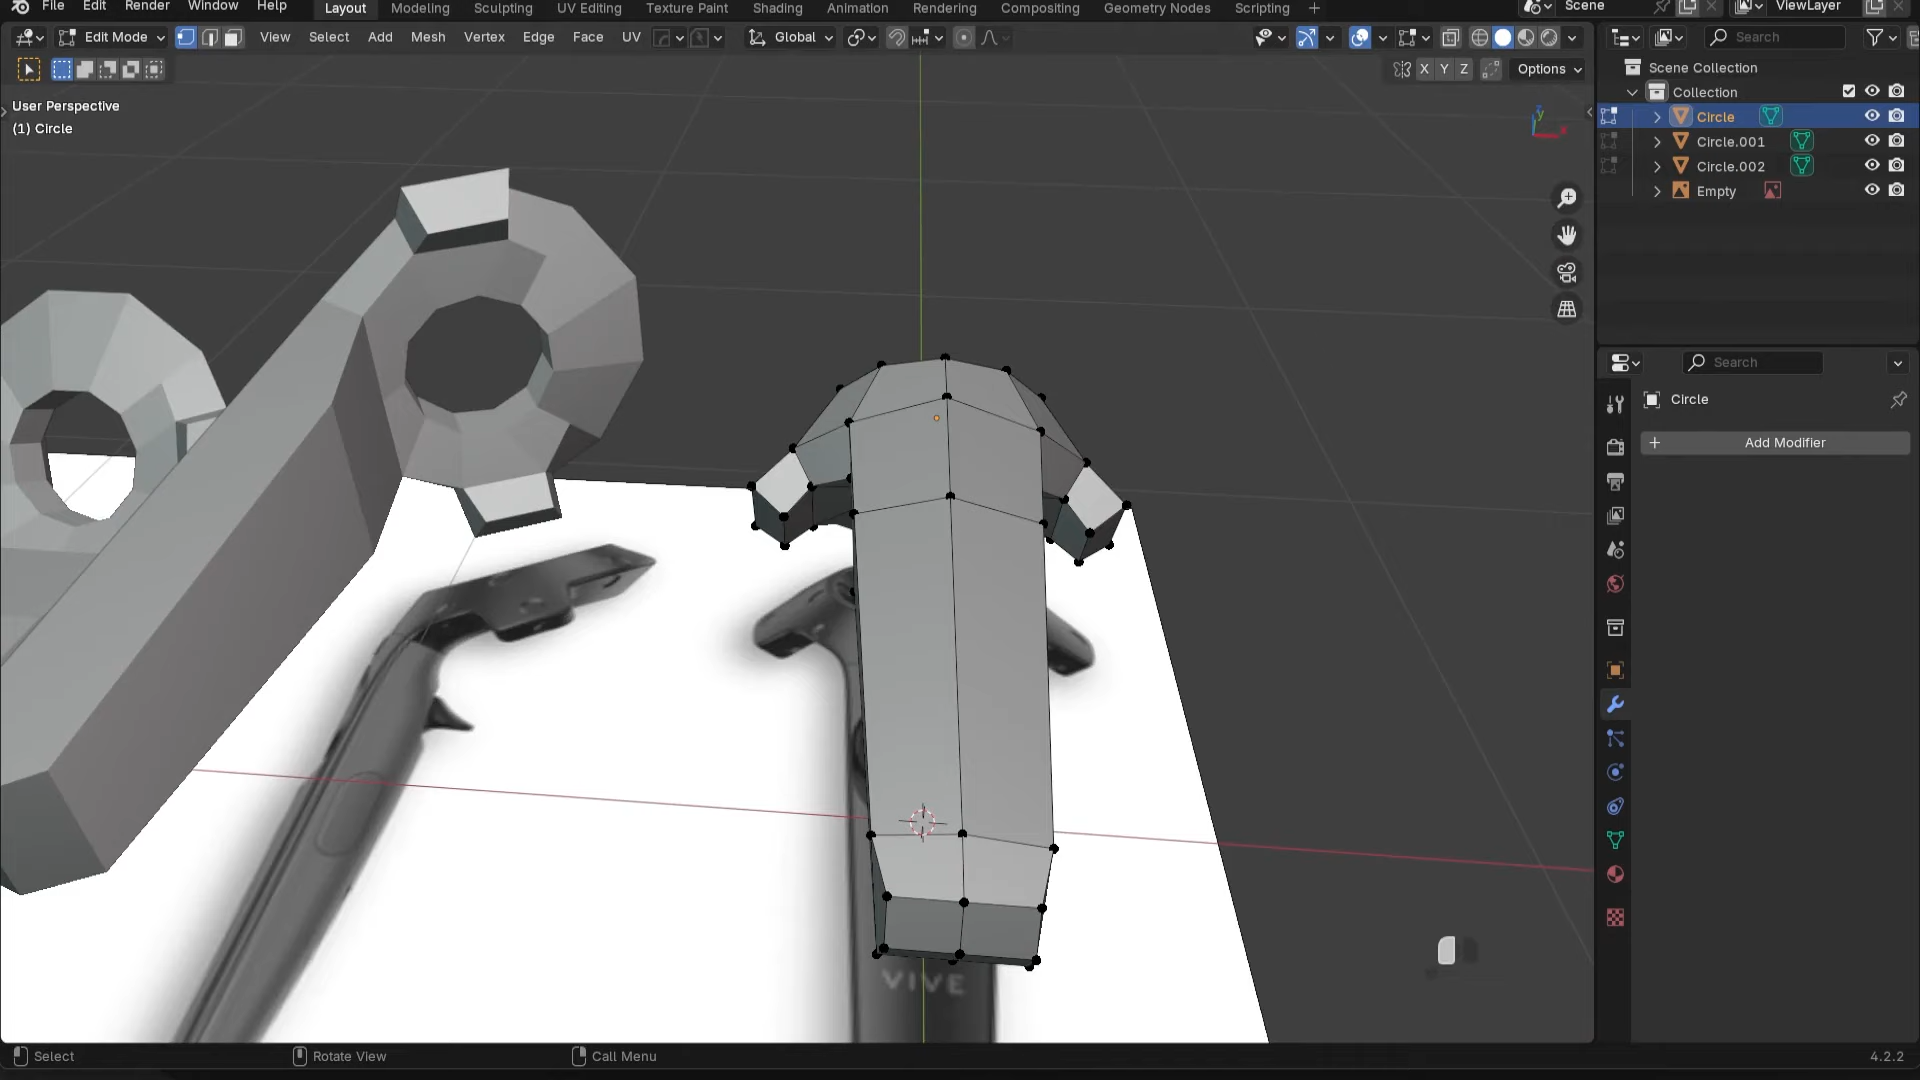 File Edit Render Window Help Layout Modeling Sculpting UV Editing Texture Paint Shading Animation Rendering Compositing Geometry Nodes Scripting + Scene ViewLayer
Edit Mode View Select Add Mesh Vertex Edge Face UV Global Search
X Y Z Options
User Perspective
(1) Circle
Scene Collection
Collection
Circle
Circle.001
Circle.002
Empty
Search
Circle
+ Add Modifier
VIVE
Select Rotate View Call Menu 4.2.2